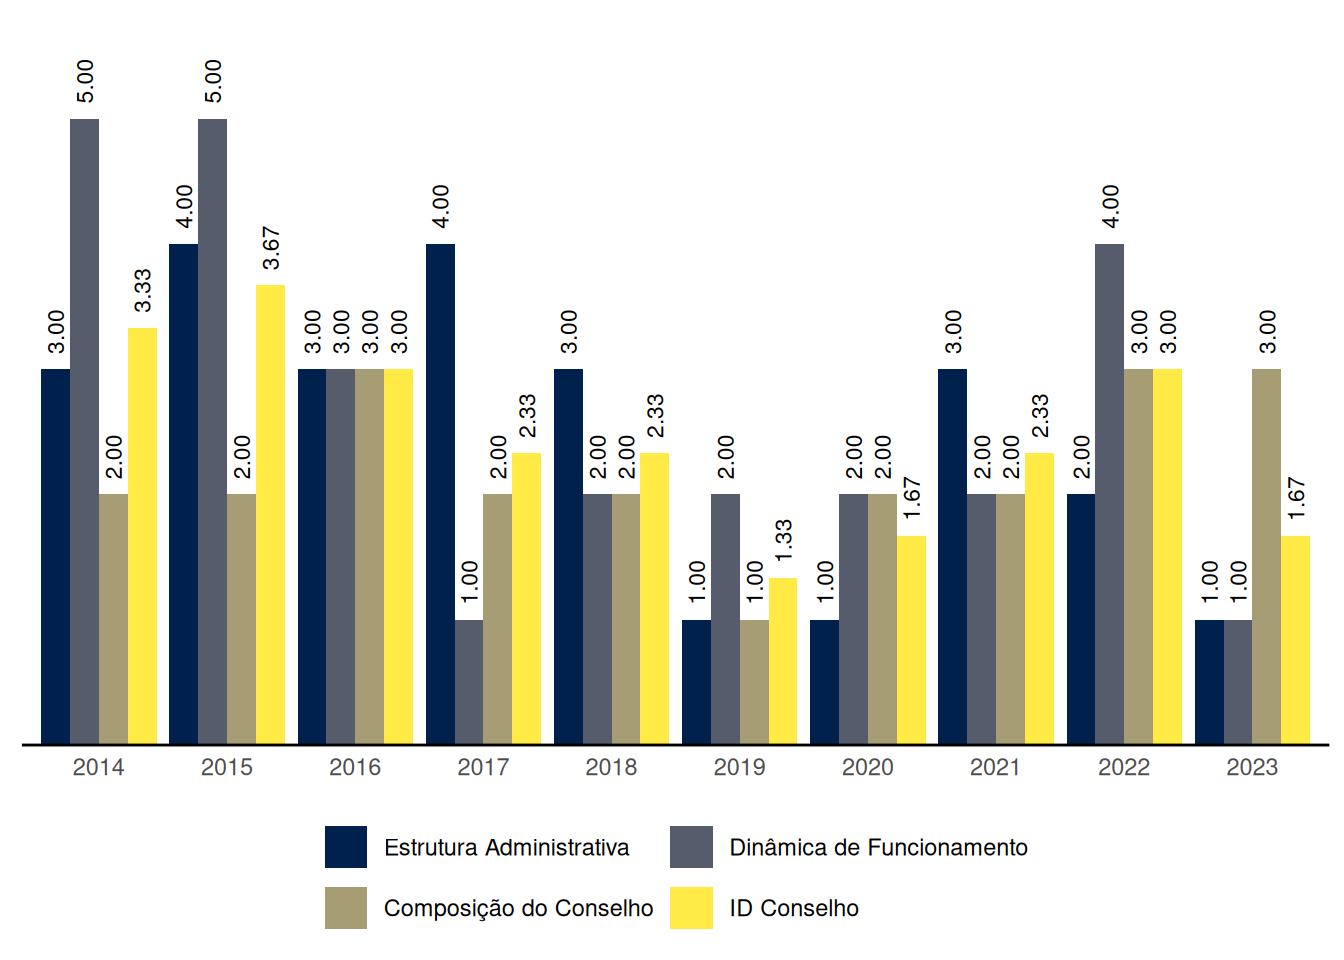 3.00 5.00 2.00 3.33 4.00 5.00 2.00 3.67 3.00 3.00 3.00 3.00 4.00 1.00 2.00 2.33 3.00 2.00 2.00 2.33 1.00 2.00 1.00 1.33 1.00 2.00 2.00 1.67 3.00 2.00 2.00 2.33 2.00 4.00 3.00 3.00 1.00 1.00 3.00 1.67
2014 2015 2016 2017 2018 2019 2020 2021 2022 2023
Estrutura Administrativa Dinâmica de Funcionamento
Composição do Conselho ID Conselho